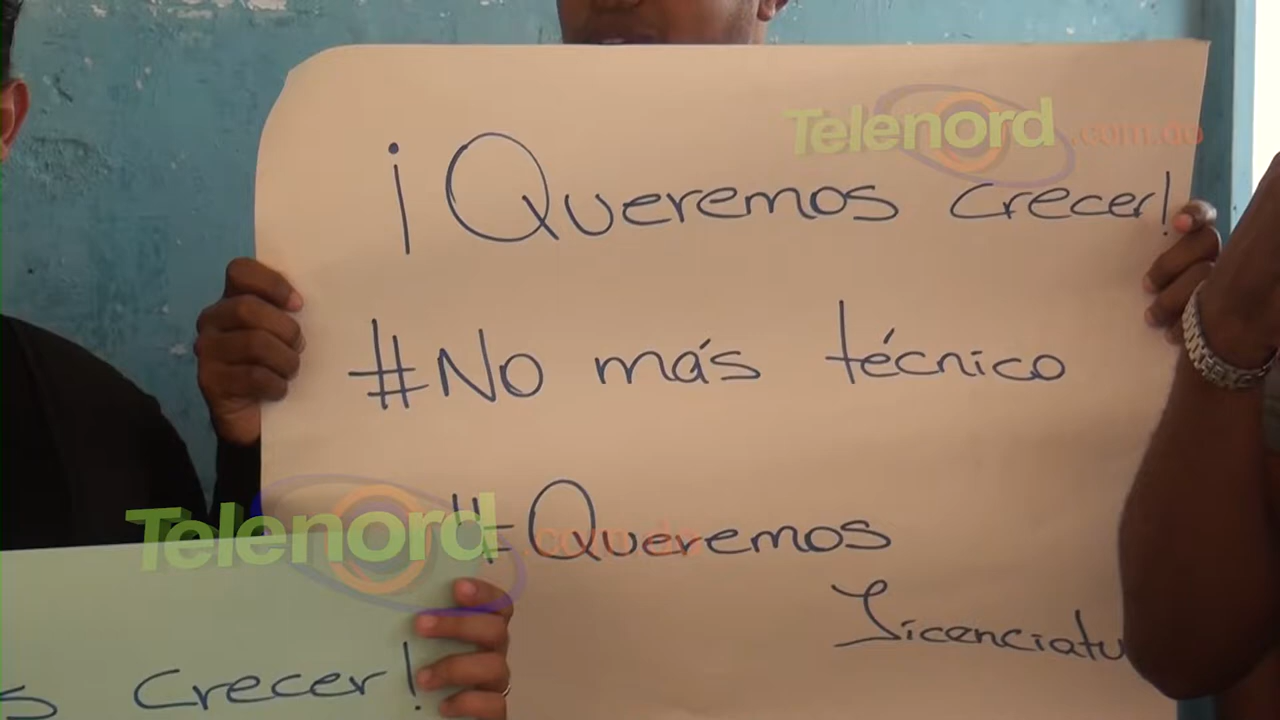 Telenord.com.do
¡Queremos crecer!
#No más técnico
#Queremos
Telenord.com.do
Licenciatu
s crecer!